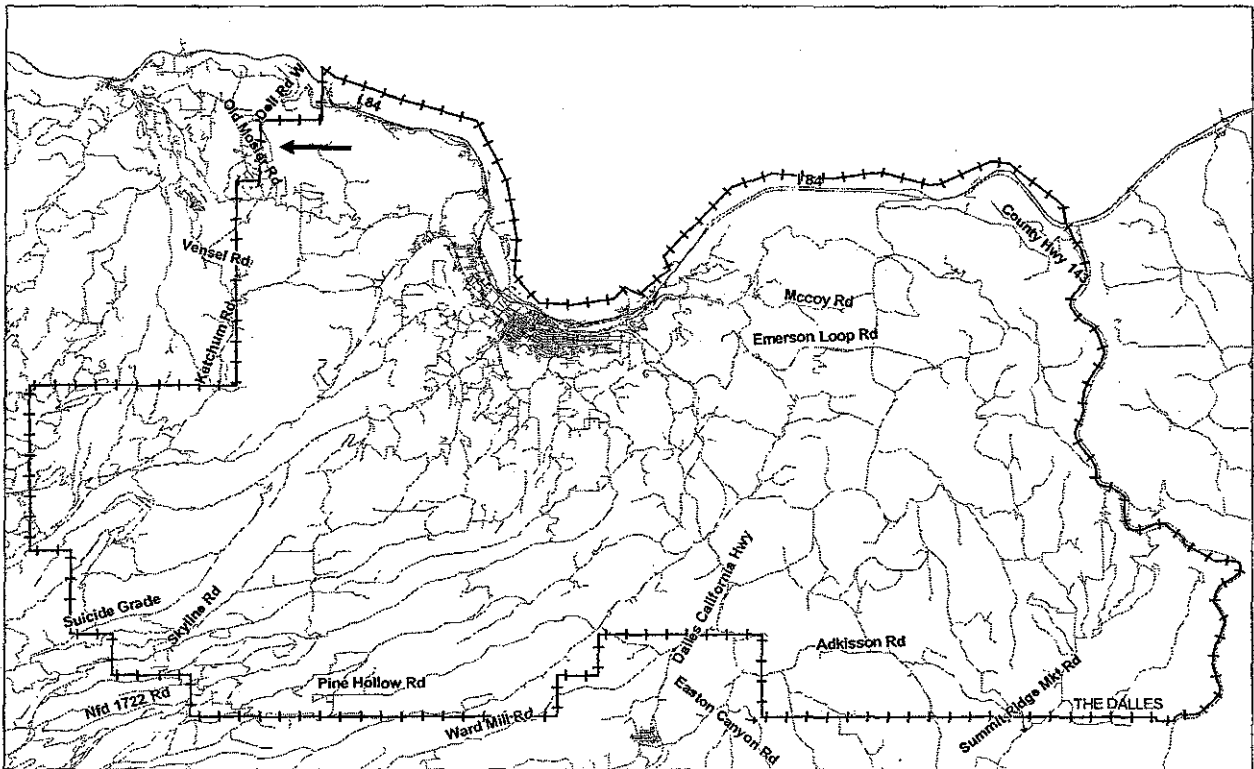 I 84
Dell Rd W
Old Mosier Rd
I 84
County Hwy 143
Vensel Rd
Mccoy Rd
Ketchum Rd
Emerson Loop Rd
Dalles California Hwy
Suicide Grade
Skyline Rd
Adkisson Rd
Pine Hollow Rd
Nfd 1722 Rd
Easton Canyon Rd
Summit Ridge Mkt Rd
THE DALLES
Ward Mill Rd